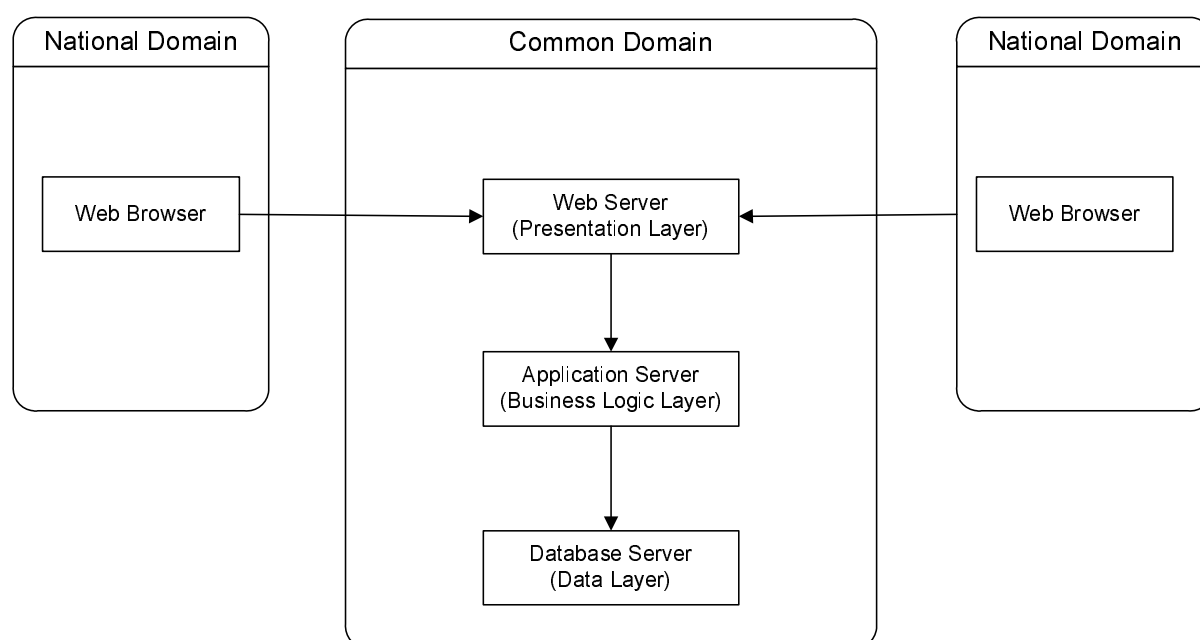 National Domain
Common Domain
National Domain
Web Browser
Web Server
(Presentation Layer)
Web Browser
Application Server
(Business Logic Layer)
Database Server
(Data Layer)